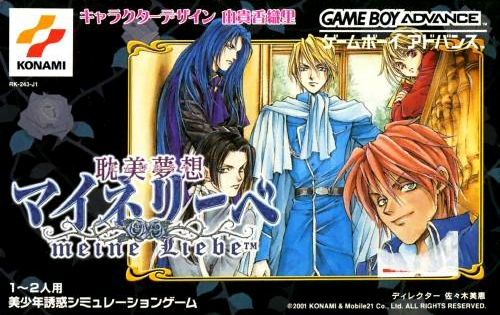 KONAMI
RK-243-J1
キャラクターデザイン 由貴香織里
GAME BOY ADVANCE
ゲームボーイアドバンス
耽美夢想
マイネリーベ
meine Liebe™
1～2人用
美少年誘惑シミュレーションゲーム
ディレクター 佐々木美恵
©2001 KONAMI & Mobile21 Co., Ltd. ALL RIGHTS RESERVED.